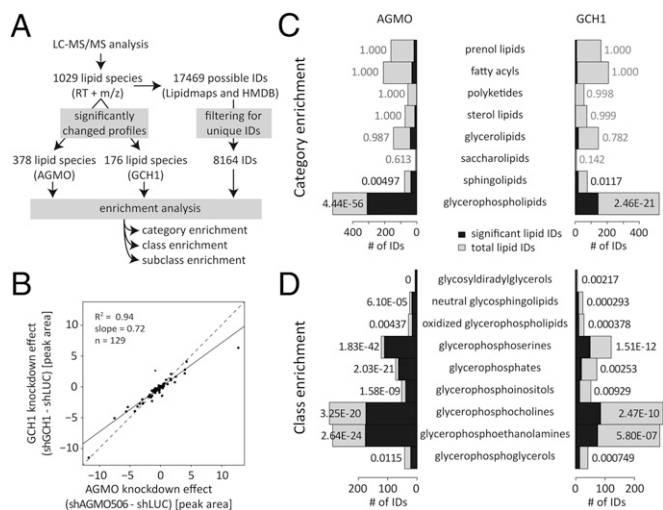 A
LC-MS/MS analysis
1029 lipid species
(RT + m/z)
17469 possible IDs
(Lipidmaps and HMDB)
significantly
changed profiles
filtering for
unique IDs
378 lipid species
(AGMO)
176 lipid species
(GCH1)
8164 IDs
enrichment analysis
category enrichment
class enrichment
subclass enrichment
B
R² = 0.94
slope = 0.72
n = 129
GCH1 knockdown effect
(shGCH1 - shLUC) [peak area]
10
5
0
−5
−10
−10 −5 0 5 10
AGMO knockdown effect
(shAGMO506 - shLUC) [peak area]
C
AGMO GCH1
Category enrichment
1.000 prenol lipids 1.000
1.000 fatty acyls 1.000
1.000 polyketides 0.998
1.000 sterol lipids 0.999
0.987 glycerolipids 0.782
0.613 saccharolipids 0.142
0.00497 sphingolipids 0.0117
4.44E-56 glycerophospholipids 2.46E-21
400 200 0
# of IDs
0 200 400
# of IDs
significant lipid IDs
total lipid IDs
D
Class enrichment
0 glycosyldiradylglycerols 0.00217
6.10E-05 neutral glycosphingolipids 0.000293
0.00437 oxidized glycerophospholipids 0.000378
1.83E-42 glycerophosphoserines 1.51E-12
2.03E-21 glycerophosphates 0.00253
1.58E-09 glycerophosphoinositols 0.00929
3.25E-20 glycerophosphocholines 2.47E-10
2.64E-24 glycerophosphoethanolamines 5.80E-07
0.0115 glycerophosphoglycerols 0.000749
200 100 0
# of IDs
0 100 200
# of IDs